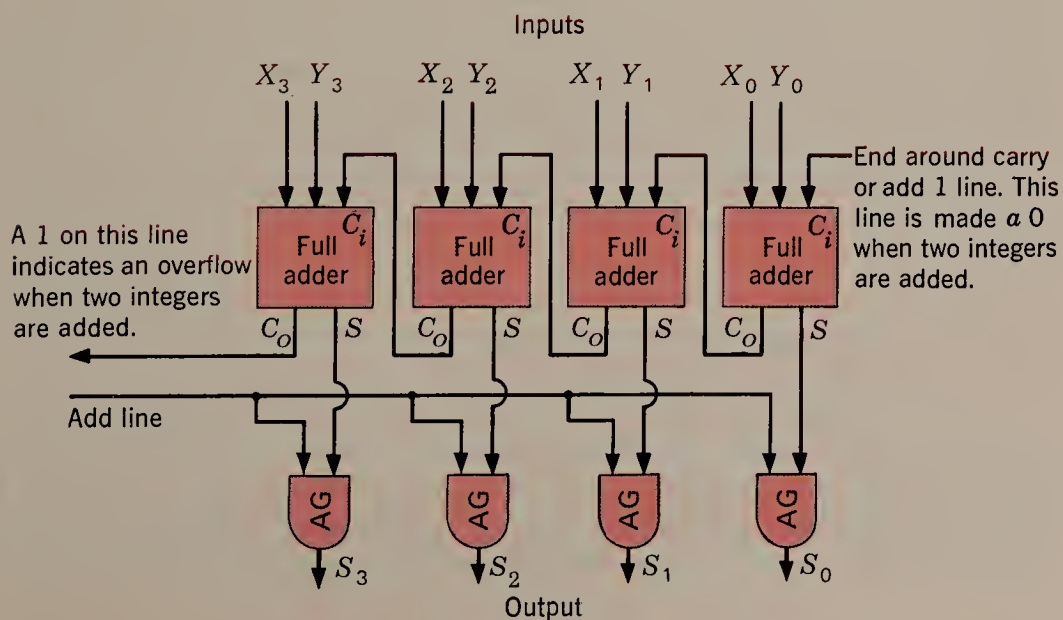 Inputs
X3 Y3 X2 Y2 X1 Y1 X0 Y0
End around carry
or add 1 line. This
line is made a 0
when two integers
are added.
A 1 on this line
indicates an overflow
when two integers
are added.
Ci Ci Ci Ci
Full Full Full Full
adder adder adder adder
Co S Co S Co S Co S
Add line
AG AG AG AG
S3 S2 S1 S0
Output